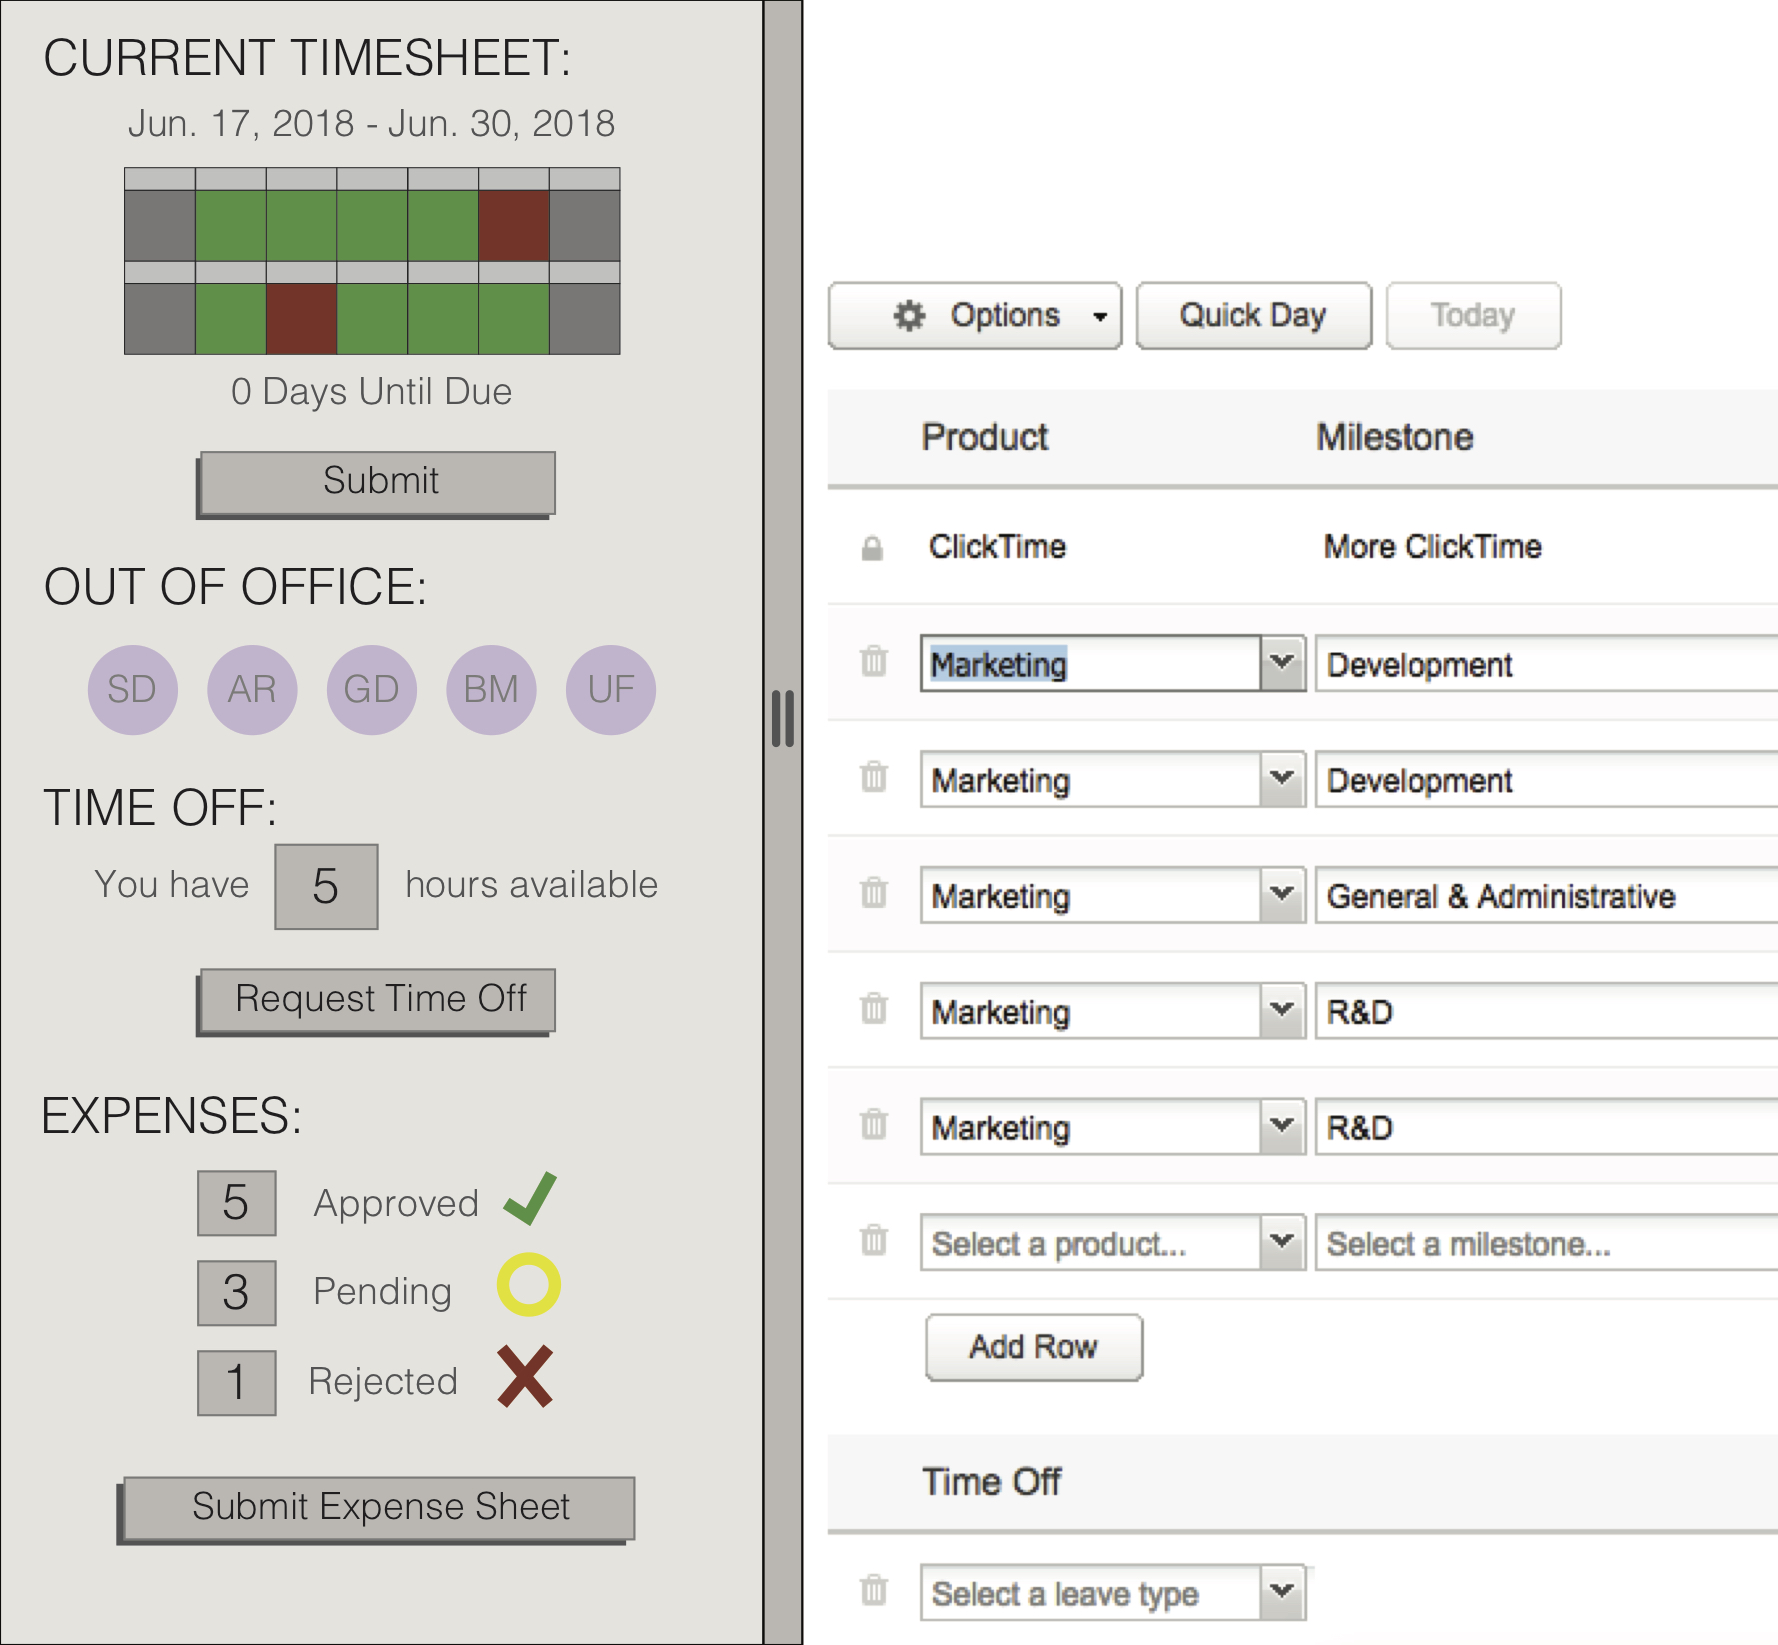 CURRENT TIMESHEET:
Jun. 17, 2018 - Jun. 30, 2018
0 Days Until Due
Submit
OUT OF OFFICE:
SD AR GD BM UF
TIME OFF:
You have 5 hours available
Request Time Off
EXPENSES:
5 Approved
3 Pending
1 Rejected
Submit Expense Sheet
Options Quick Day Today
Product Milestone
ClickTime More ClickTime
Marketing Development
Marketing Development
Marketing General & Administrative
Marketing R&D
Marketing R&D
Select a product... Select a milestone...
Add Row
Time Off
Select a leave type